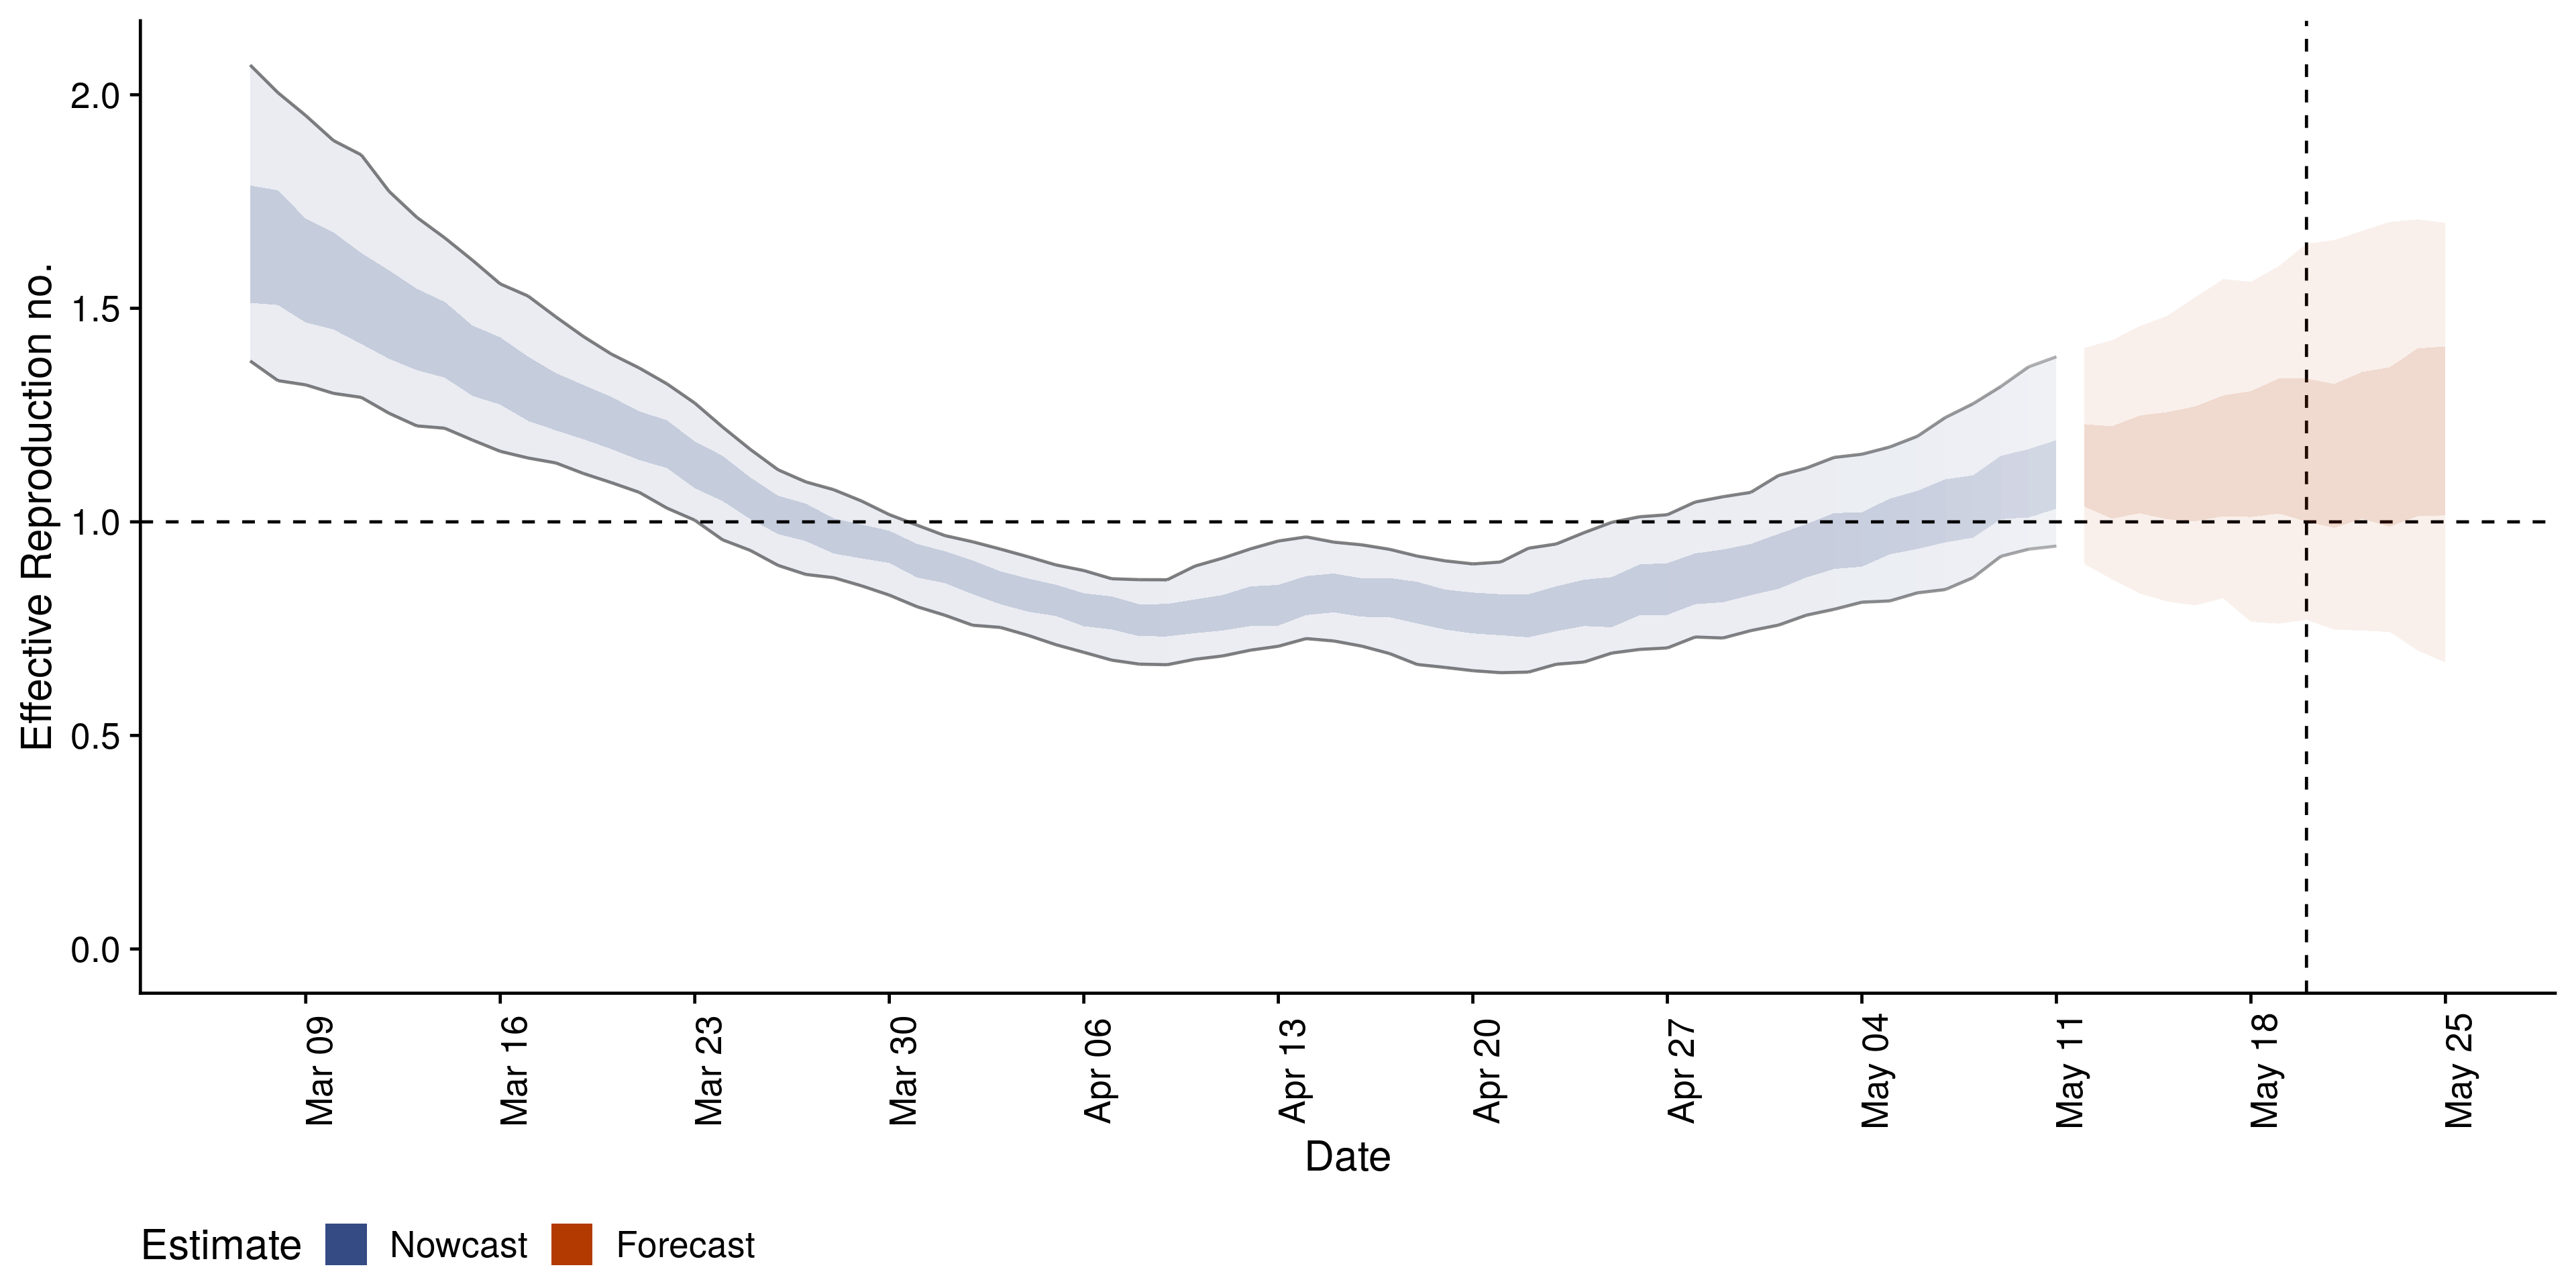 Effective Reproduction no.
2.0
1.5
1.0
0.5
0.0
Mar 09
Mar 16
Mar 23
Mar 30
Apr 06
Apr 13
Apr 20
Apr 27
May 04
May 11
May 18
May 25
Date
Estimate Nowcast Forecast